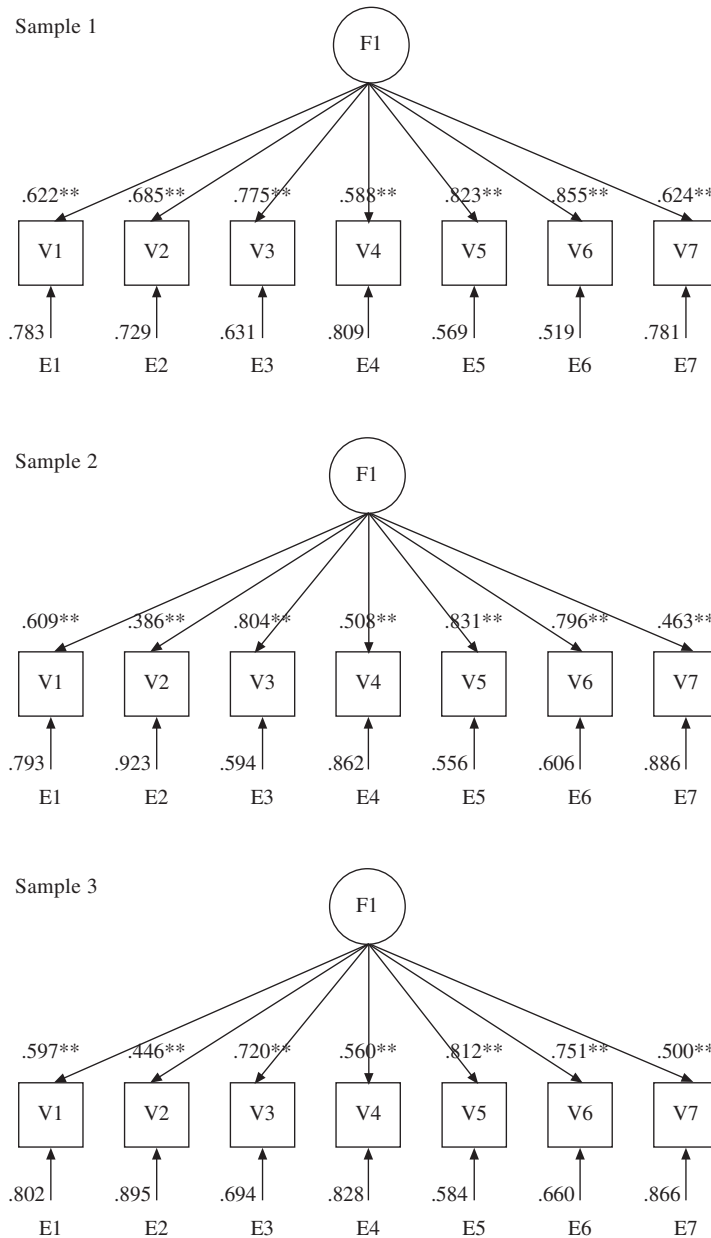 Sample 1
F1
.622** .685** .775** .588** .823** .855** .624**
V1 V2 V3 V4 V5 V6 V7
.783 .729 .631 .809 .569 .519 .781
E1 E2 E3 E4 E5 E6 E7
Sample 2
F1
.609** .386** .804** .508** .831** .796** .463**
V1 V2 V3 V4 V5 V6 V7
.793 .923 .594 .862 .556 .606 .886
E1 E2 E3 E4 E5 E6 E7
Sample 3
F1
.597** .446** .720** .560** .812** .751** .500**
V1 V2 V3 V4 V5 V6 V7
.802 .895 .694 .828 .584 .660 .866
E1 E2 E3 E4 E5 E6 E7